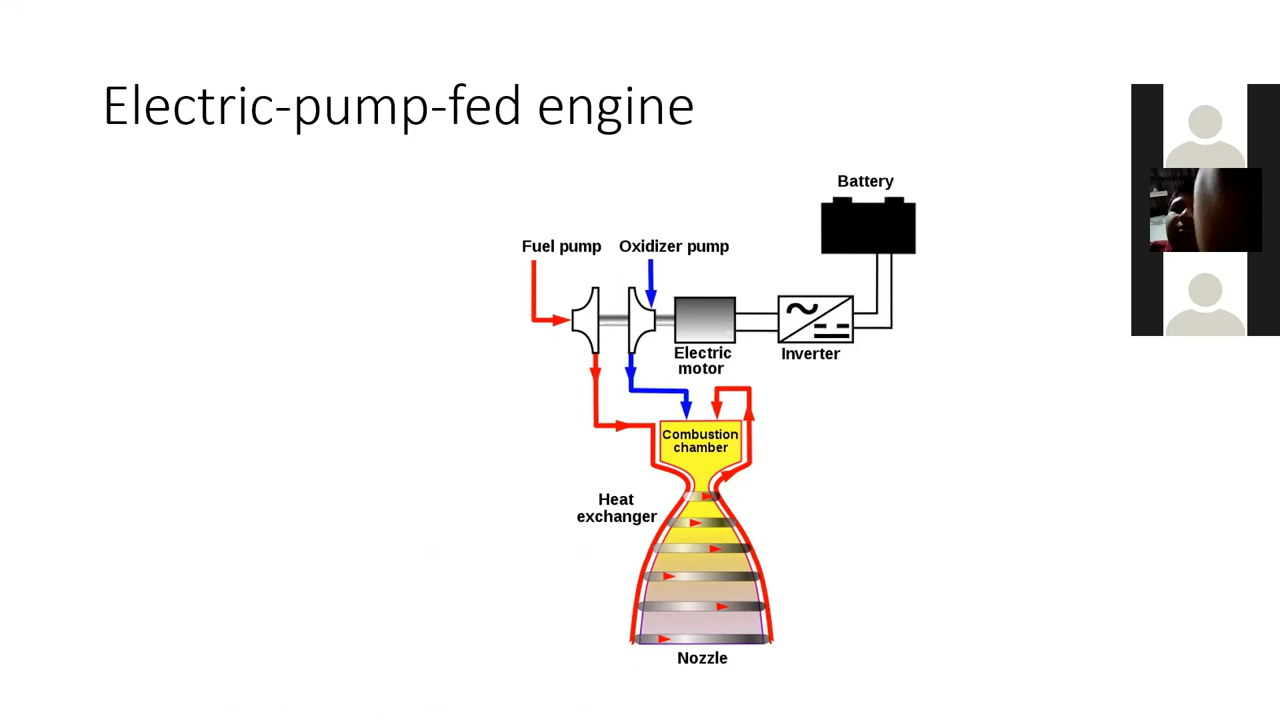 Electric-pump-fed engine
Battery
Fuel pump
Oxidizer pump
Electric
motor
Inverter
Combustion
chamber
Heat
exchanger
Nozzle